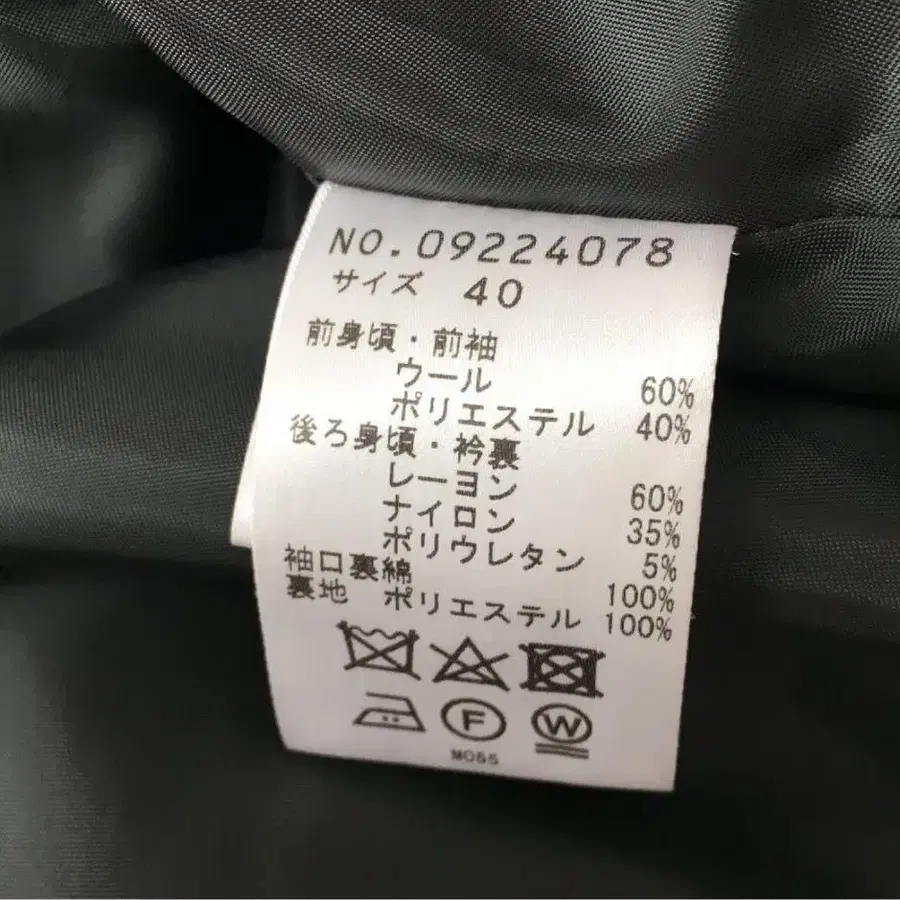 NO.09224078
サイズ 40
前身頃・前袖
ウール 60%
ポリエステル 40%
後ろ身頃・衿裏
レーヨン 60%
ナイロン 35%
ポリウレタン 5%
袖口裏綿 100%
裏地 ポリエステル 100%
F W
M055